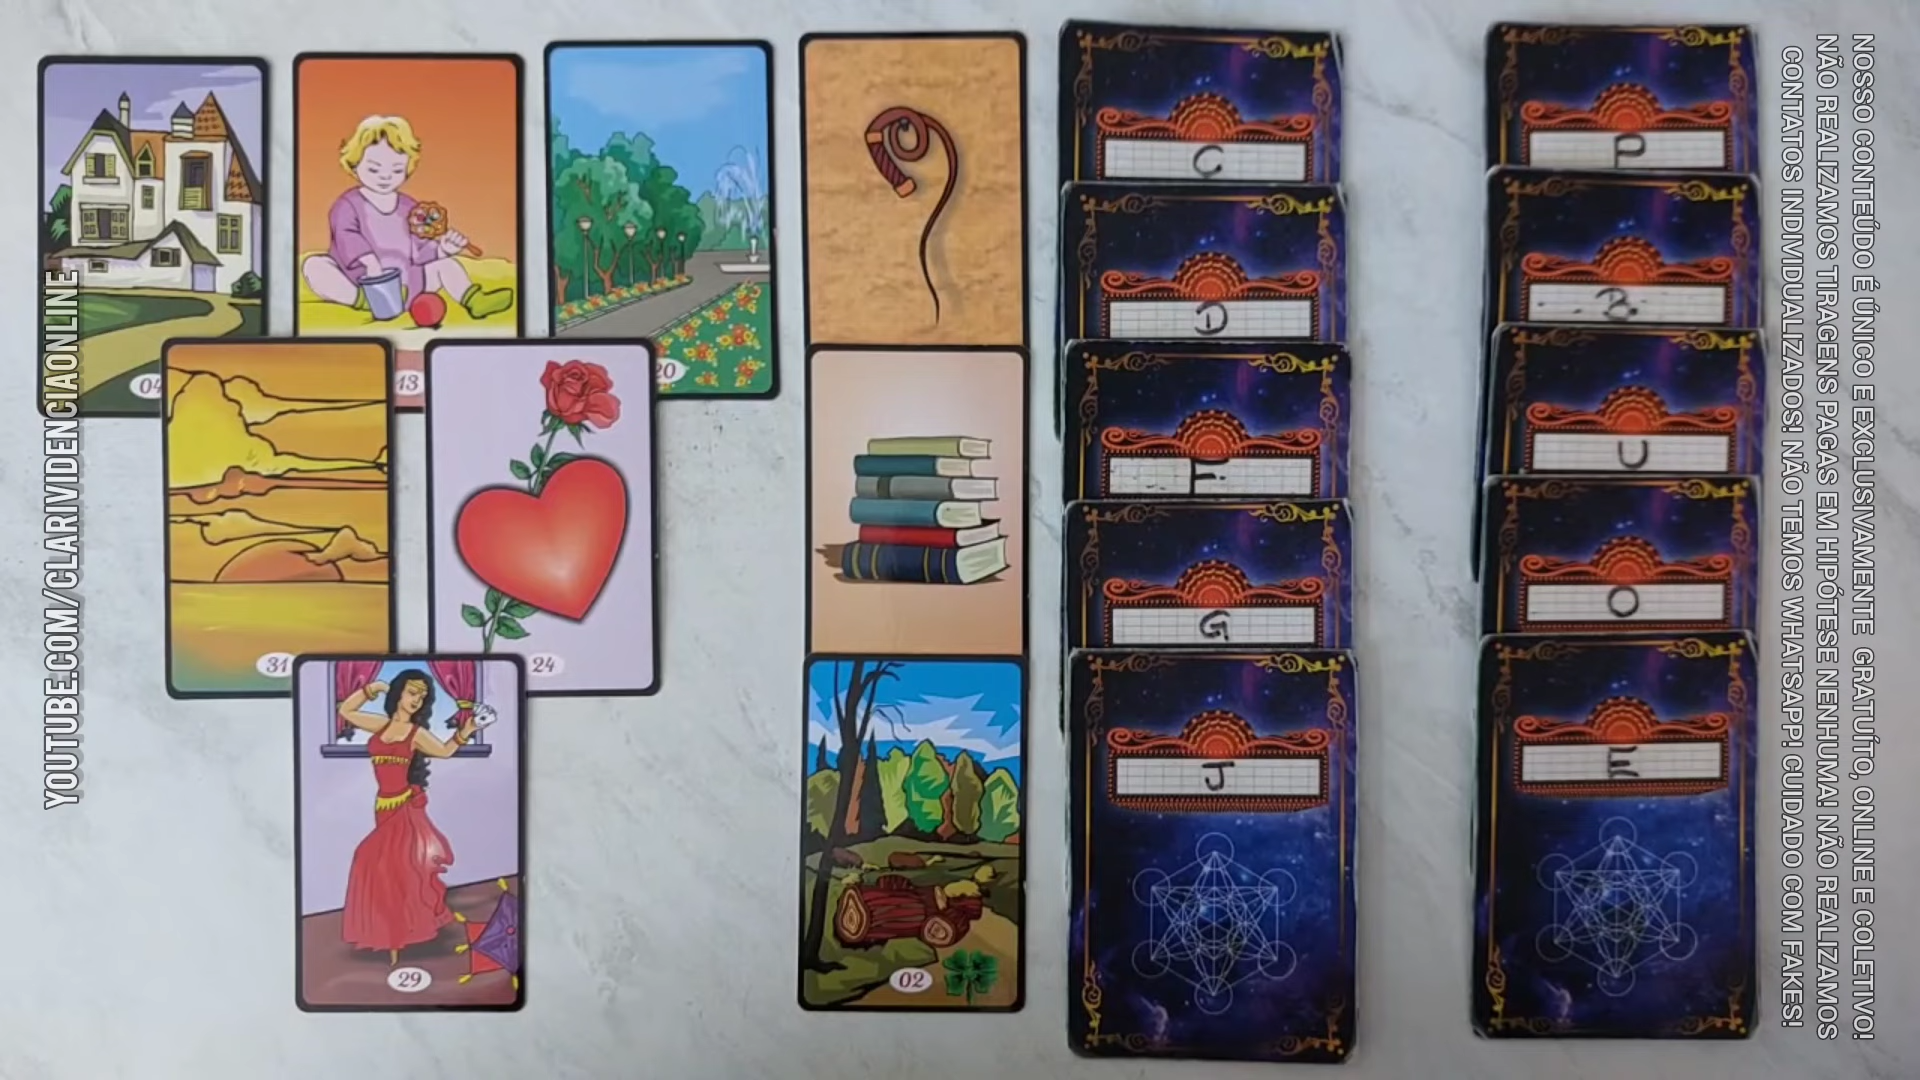 YOUTUBE.COM/CLARIVIDENCIAONLINE
04
13
20
31
24
29
02
C
D
F
G
J
P
B
U
O
E
NOSSO CONTEÚDO É ÚNICO E EXCLUSIVAMENTE GRATUÍTO, ONLINE E COLETIVO!
NÃO REALIZAMOS TIRAGENS PAGAS EM HIPÓTESE NENHUMA! NÃO REALIZAMOS
CONTATOS INDIVIDUALIZADOS! NÃO TEMOS WHATSAPP! CUIDADO COM FAKES!